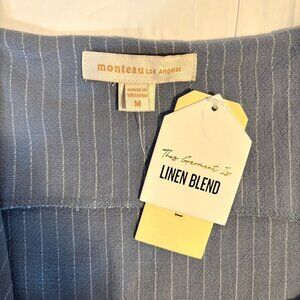 monteau Los Angeles
M
This Garment Is
LINEN BLEND